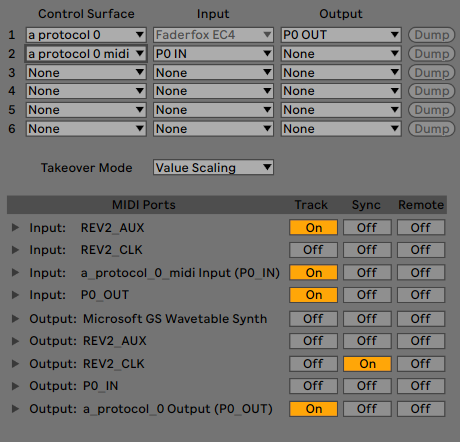 Control Surface Input Output
1 a protocol 0 Faderfox EC4 P0 OUT Dump
2 a protocol 0 midi P0 IN None Dump
3 None None None Dump
4 None None None Dump
5 None None None Dump
6 None None None Dump
Takeover Mode Value Scaling
MIDI Ports Track Sync Remote
Input: REV2_AUX On Off Off
Input: REV2_CLK Off Off Off
Input: a_protocol_0_midi Input (P0_IN) On Off Off
Input: P0_OUT On Off Off
Output: Microsoft GS Wavetable Synth Off Off Off
Output: REV2_AUX Off Off Off
Output: REV2_CLK Off On Off
Output: P0_IN Off Off Off
Output: a_protocol_0 Output (P0_OUT) On Off Off